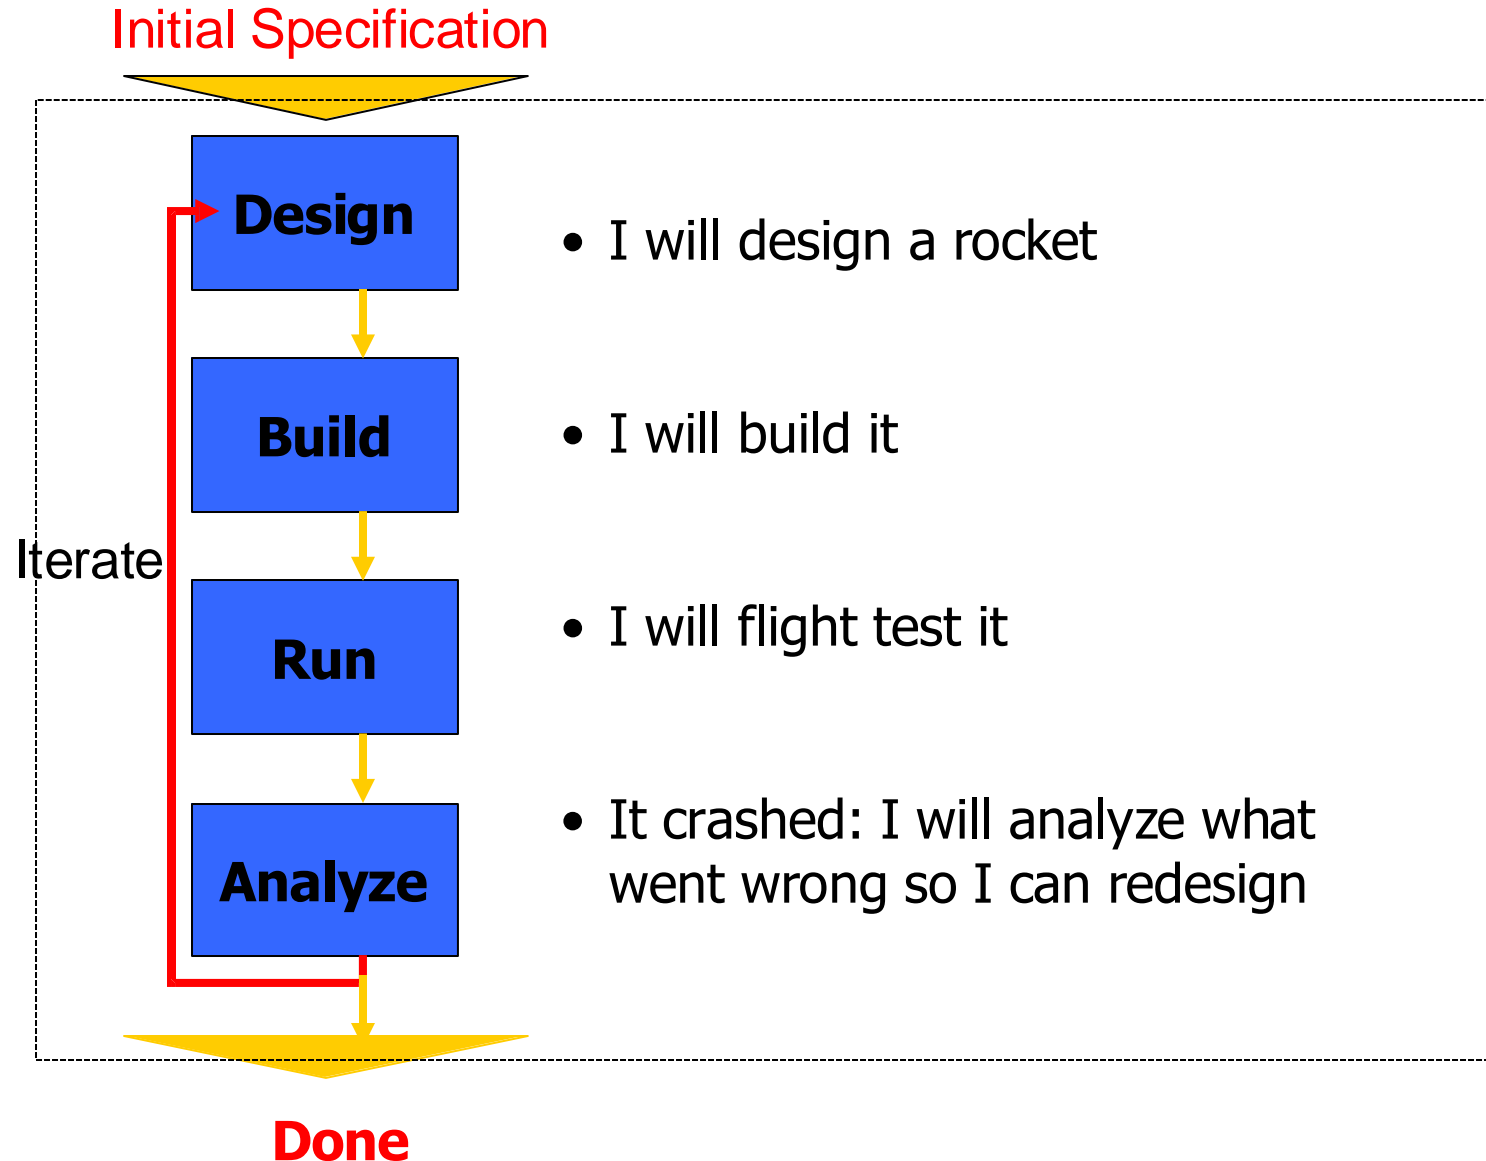 Initial Specification
Design
• I will design a rocket
Build
• I will build it
Iterate
Run
• I will flight test it
Analyze
• It crashed: I will analyze what
went wrong so I can redesign
Done